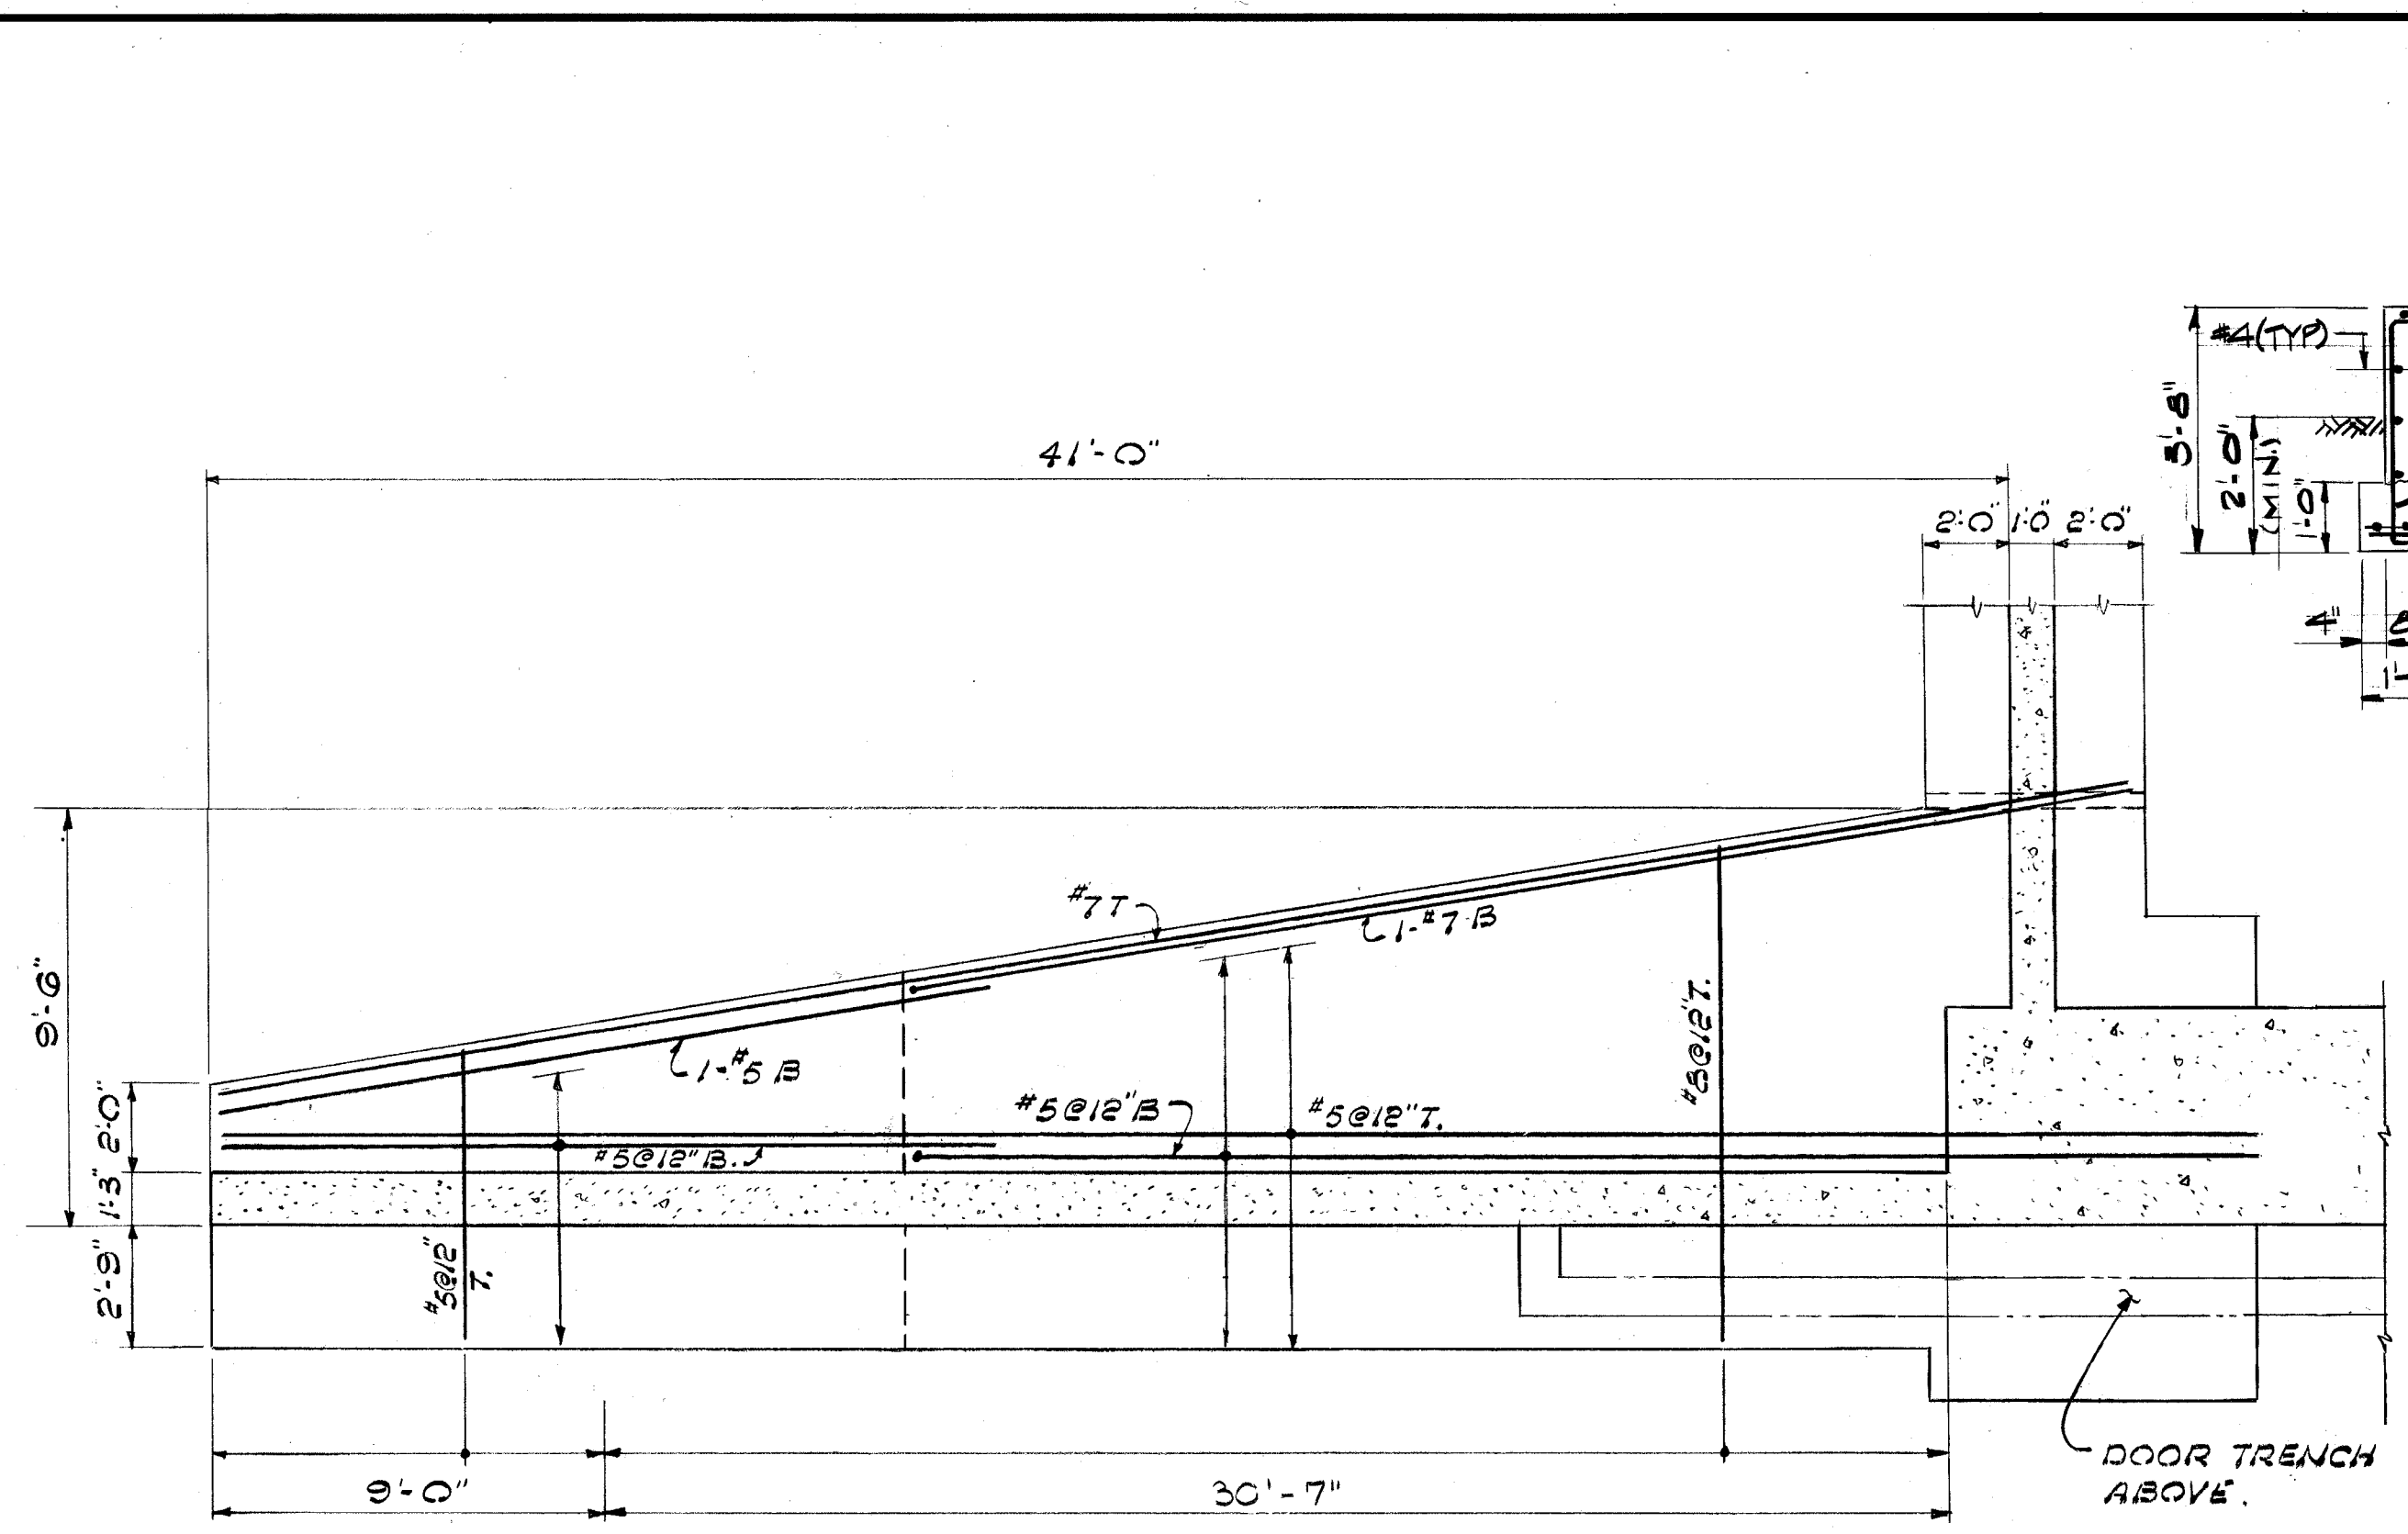 #4(TYP)
3'-8"
2'-0"
(MIN.)
1'-0"
4"
41'-0"
2'-0" 1'-0" 2'-0"
9'-6"
2'-0"
1'-3"
2'-9"
#7 T
1-#7 B
1-#5 B
#5@12"B
#5@12"T.
#5@12"B.
#8@12"T.
#5@12"
T.
9'-0"
30'-7"
DOOR TRENCH
ABOVE.